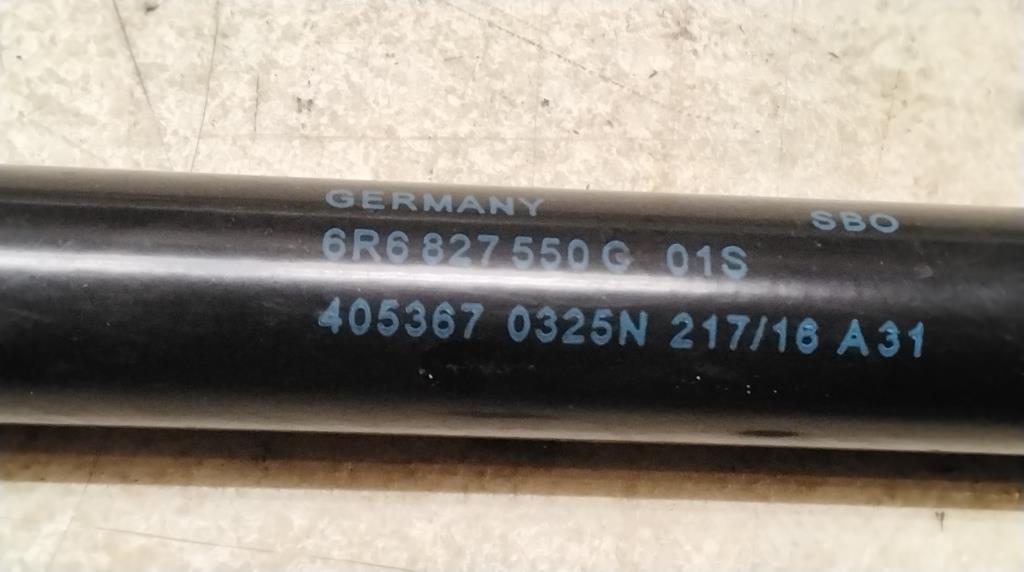 GERMANY SBO
6R6 827 550 G 01S
405367 0325N 217/16 A31